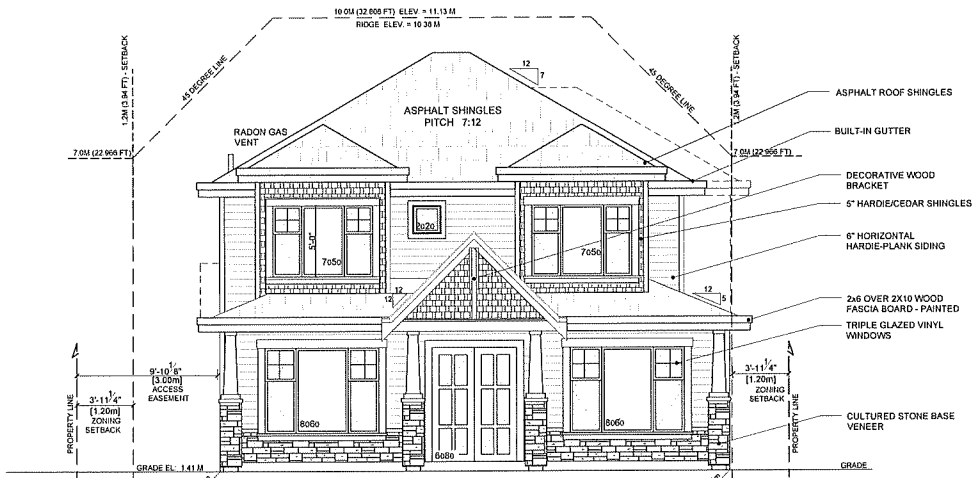 10.0M (32.808 FT) ELEV. = 11.13 M
RIDGE ELEV. = 10.36 M
1.2M (3.94 FT) - SETBACK
45 DEGREE LINE
45 DEGREE LINE
1.2M (3.94 FT) - SETBACK
12
7
ASPHALT SHINGLES
PITCH 7:12
ASPHALT ROOF SHINGLES
RADON GAS
VENT
BUILT-IN GUTTER
7.0M (22.966 FT)
7.0M (22.966 FT)
DECORATIVE WOOD
BRACKET
5" HARDIE/CEDAR SHINGLES
2020
5'-0"
7050
7050
6" HORIZONTAL
HARDIE-PLANK SIDING
12
12
12
5
2x6 OVER 2X10 WOOD
FASCIA BOARD - PAINTED
TRIPLE GLAZED VINYL
WINDOWS
9'-10 1/8"
[3.00m]
ACCESS
EASEMENT
3'-11 1/4"
[1.20m]
ZONING
SETBACK
PROPERTY LINE
3'-11 1/4"
[1.20m]
ZONING
SETBACK
PROPERTY LINE
8060
6080
8060
CULTURED STONE BASE
VENEER
GRADE EL: 1.41 M
GRADE